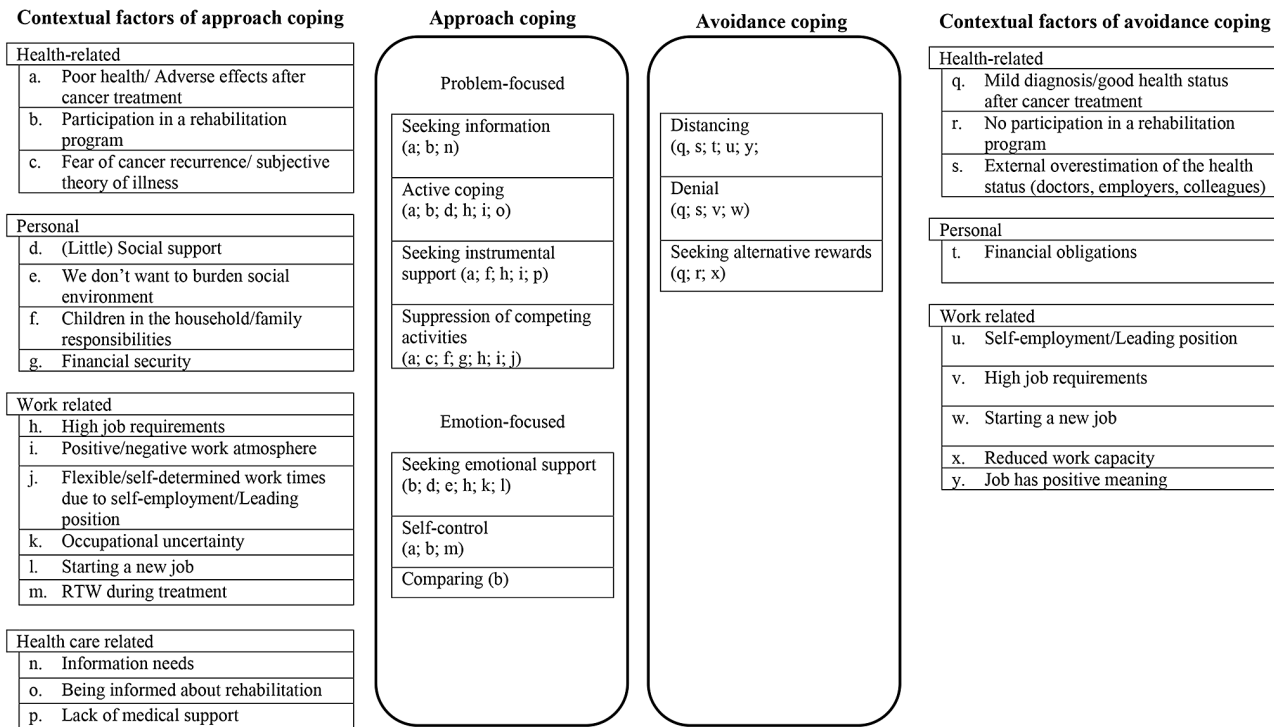 Contextual factors of approach coping
Health-related
a. Poor health/ Adverse effects after
cancer treatment
b. Participation in a rehabilitation
program
c. Fear of cancer recurrence/ subjective
theory of illness
Personal
d. (Little) Social support
e. We don’t want to burden social
environment
f. Children in the household/family
responsibilities
g. Financial security
Work related
h. High job requirements
i. Positive/negative work atmosphere
j. Flexible/self-determined work times
due to self-employment/Leading
position
k. Occupational uncertainty
l. Starting a new job
m. RTW during treatment
Health care related
n. Information needs
o. Being informed about rehabilitation
p. Lack of medical support
Approach coping
Problem-focused
Seeking information
(a; b; n)
Active coping
(a; b; d; h; i; o)
Seeking instrumental
support (a; f; h; i; p)
Suppression of competing
activities
(a; c; f; g; h; i; j)
Emotion-focused
Seeking emotional support
(b; d; e; h; k; l)
Self-control
(a; b; m)
Comparing (b)
Avoidance coping
Distancing
(q, s; t; u; y;
Denial
(q; s; v; w)
Seeking alternative rewards
(q; r; x)
Contextual factors of avoidance coping
Health-related
q. Mild diagnosis/good health status
after cancer treatment
r. No participation in a rehabilitation
program
s. External overestimation of the health
status (doctors, employers, colleagues)
Personal
t. Financial obligations
Work related
u. Self-employment/Leading position
v. High job requirements
w. Starting a new job
x. Reduced work capacity
y. Job has positive meaning